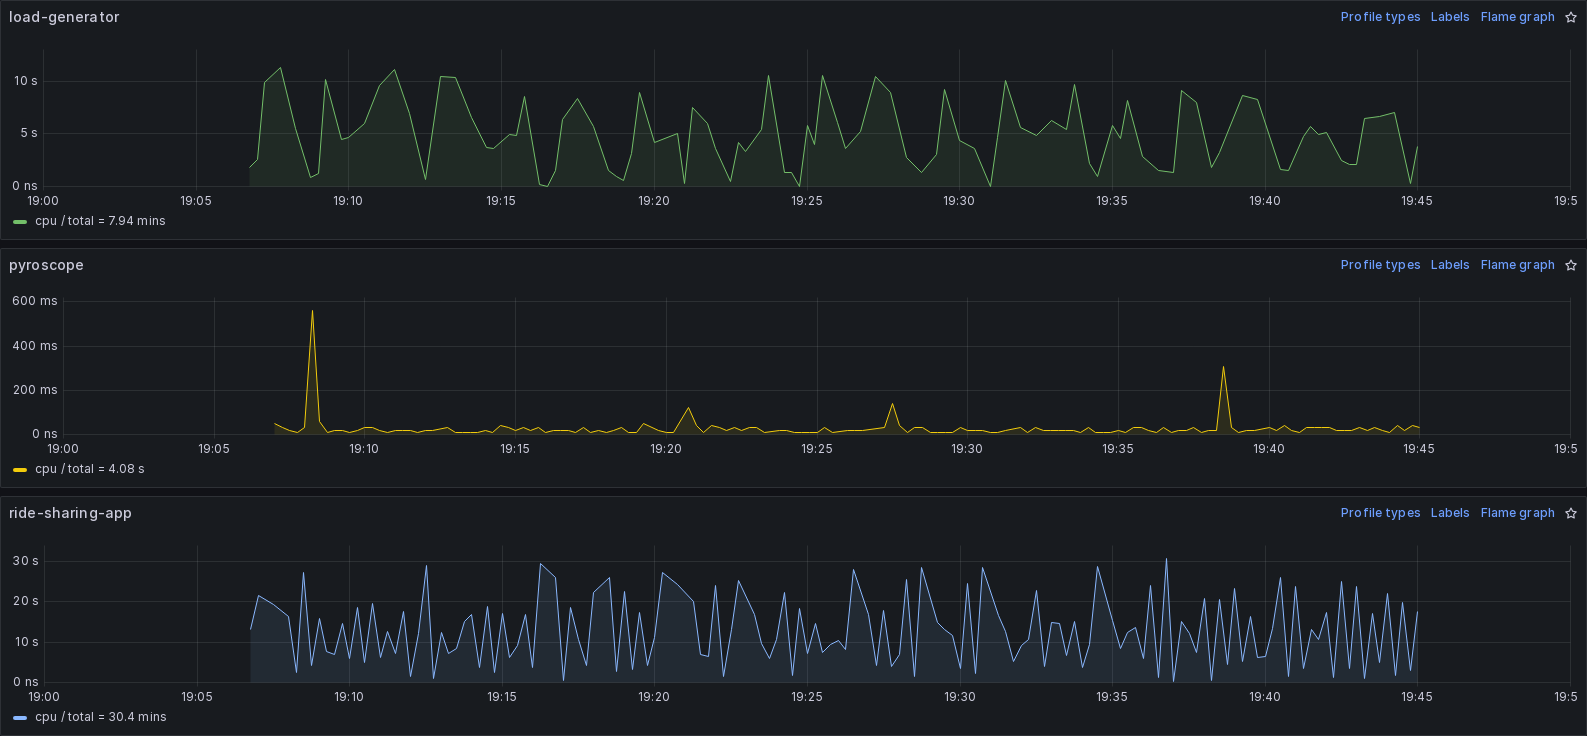 load-generator Profile types Labels Flame graph
10 s
5 s
0 ns
19:00 19:05 19:10 19:15 19:20 19:25 19:30 19:35 19:40 19:45 19:5
cpu / total = 7.94 mins
pyroscope Profile types Labels Flame graph
600 ms
400 ms
200 ms
0 ns
19:00 19:05 19:10 19:15 19:20 19:25 19:30 19:35 19:40 19:45 19:5
cpu / total = 4.08 s
ride-sharing-app Profile types Labels Flame graph
30 s
20 s
10 s
0 ns
19:00 19:05 19:10 19:15 19:20 19:25 19:30 19:35 19:40 19:45 19:5
cpu / total = 30.4 mins